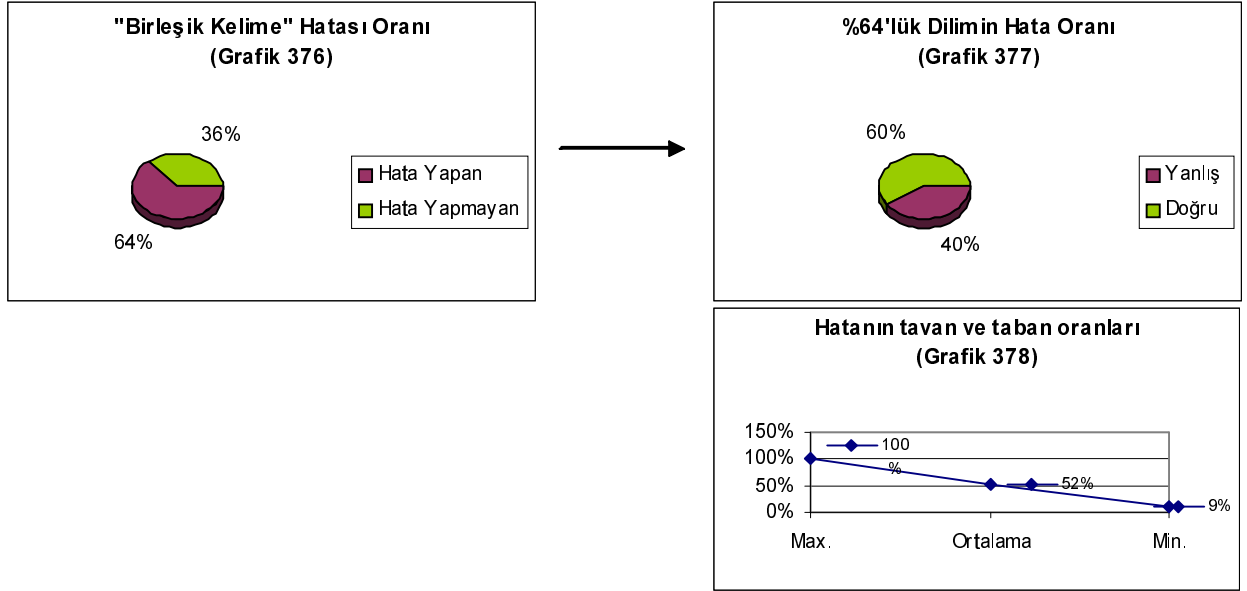 "Birleşik Kelime" Hatası Oranı
(Grafik 376)
36%
64%
Hata Yapan
Hata Yapmayan
%64'lük Dilimin Hata Oranı
(Grafik 377)
60%
40%
Yanlış
Doğru
Hatanın tavan ve taban oranları
(Grafik 378)
150%
100%
50%
0%
100
%
52%
9%
Max.
Ortalama
Min.